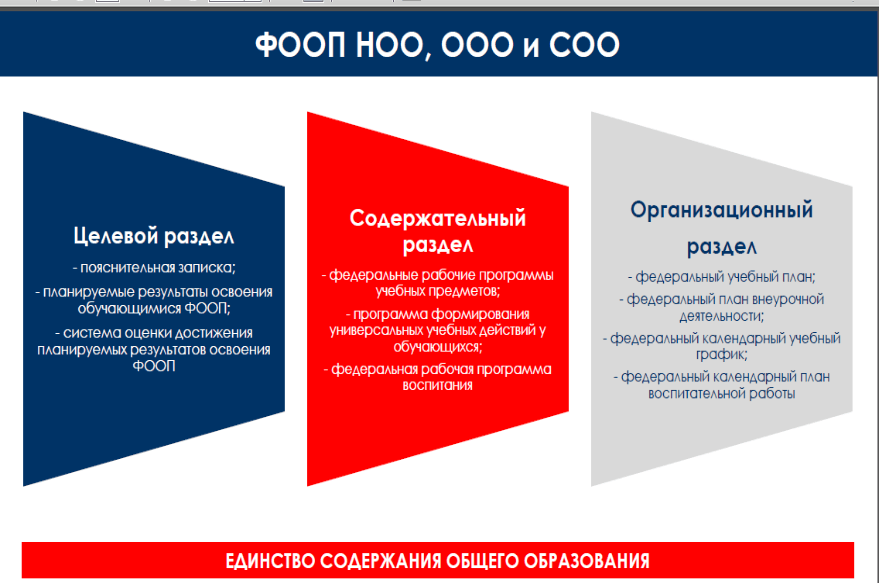 ФООП НОО, ООО и СОО
Целевой раздел
- пояснительная записка;
- планируемые результаты освоения
обучающимися ФООП;
- система оценки достижения
планируемых результатов освоения
ФООП
Содержательный
раздел
- федеральные рабочие программы
учебных предметов;
- программа формирования
универсальных учебных действий у
обучающихся;
- федеральная рабочая программа
воспитания
Организационный
раздел
- федеральный учебный план;
- федеральный план внеурочной
деятельности;
- федеральный календарный учебный
график;
- федеральный календарный план
воспитательной работы
ЕДИНСТВО СОДЕРЖАНИЯ ОБЩЕГО ОБРАЗОВАНИЯ